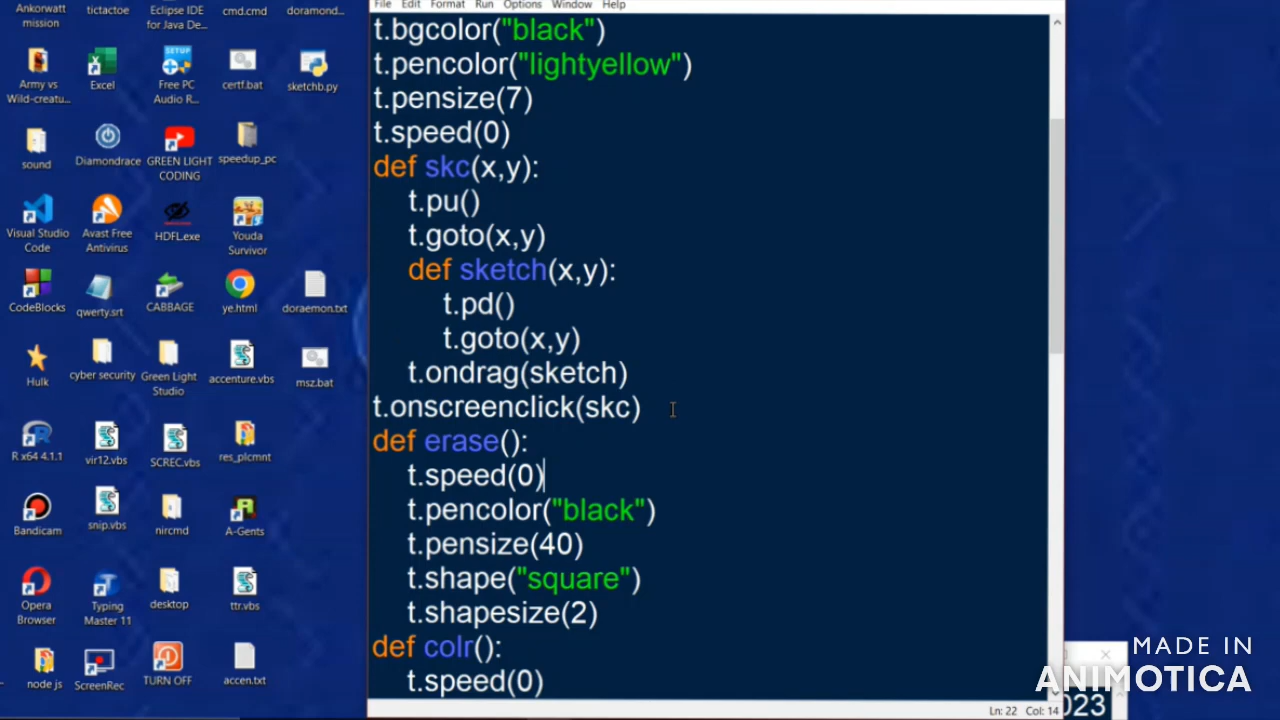 Ankorwatt mission
tictactoe
Eclipse IDE for Java De...
cmd.cmd
doramond...
Army vs Wild-creatu...
Excel
SETUP
Free PC Audio R...
certf.bat
sketchb.py
sound
Diamondrace
GREEN LIGHT CODING
speedup_pc
Visual Studio Code
Avast Free Antivirus
HDFL.exe
Youda Survivor
CodeBlocks
qwerty.srt
CABBAGE
ye.html
doraemon.txt
Hulk
cyber security
Green Light Studio
accenture.vbs
msz.bat
R x64 4.1.1
vir12.vbs
SCREC.vbs
res_plcmnt
Bandicam
snip.vbs
nircmd
A-Gents
Opera Browser
Typing Master 11
desktop
ttr.vbs
node js
ScreenRec
TURN OFF
accen.txt
File Edit Format Run Options Window Help
t.bgcolor("black")
t.pencolor("lightyellow")
t.pensize(7)
t.speed(0)
def skc(x,y):
t.pu()
t.goto(x,y)
def sketch(x,y):
t.pd()
t.goto(x,y)
t.ondrag(sketch)
t.onscreenclick(skc)
def erase():
t.speed(0)
t.pencolor("black")
t.pensize(40)
t.shape("square")
t.shapesize(2)
def colr():
t.speed(0)
Ln: 22 Col: 14
MADE IN
ANIMOTICA
023